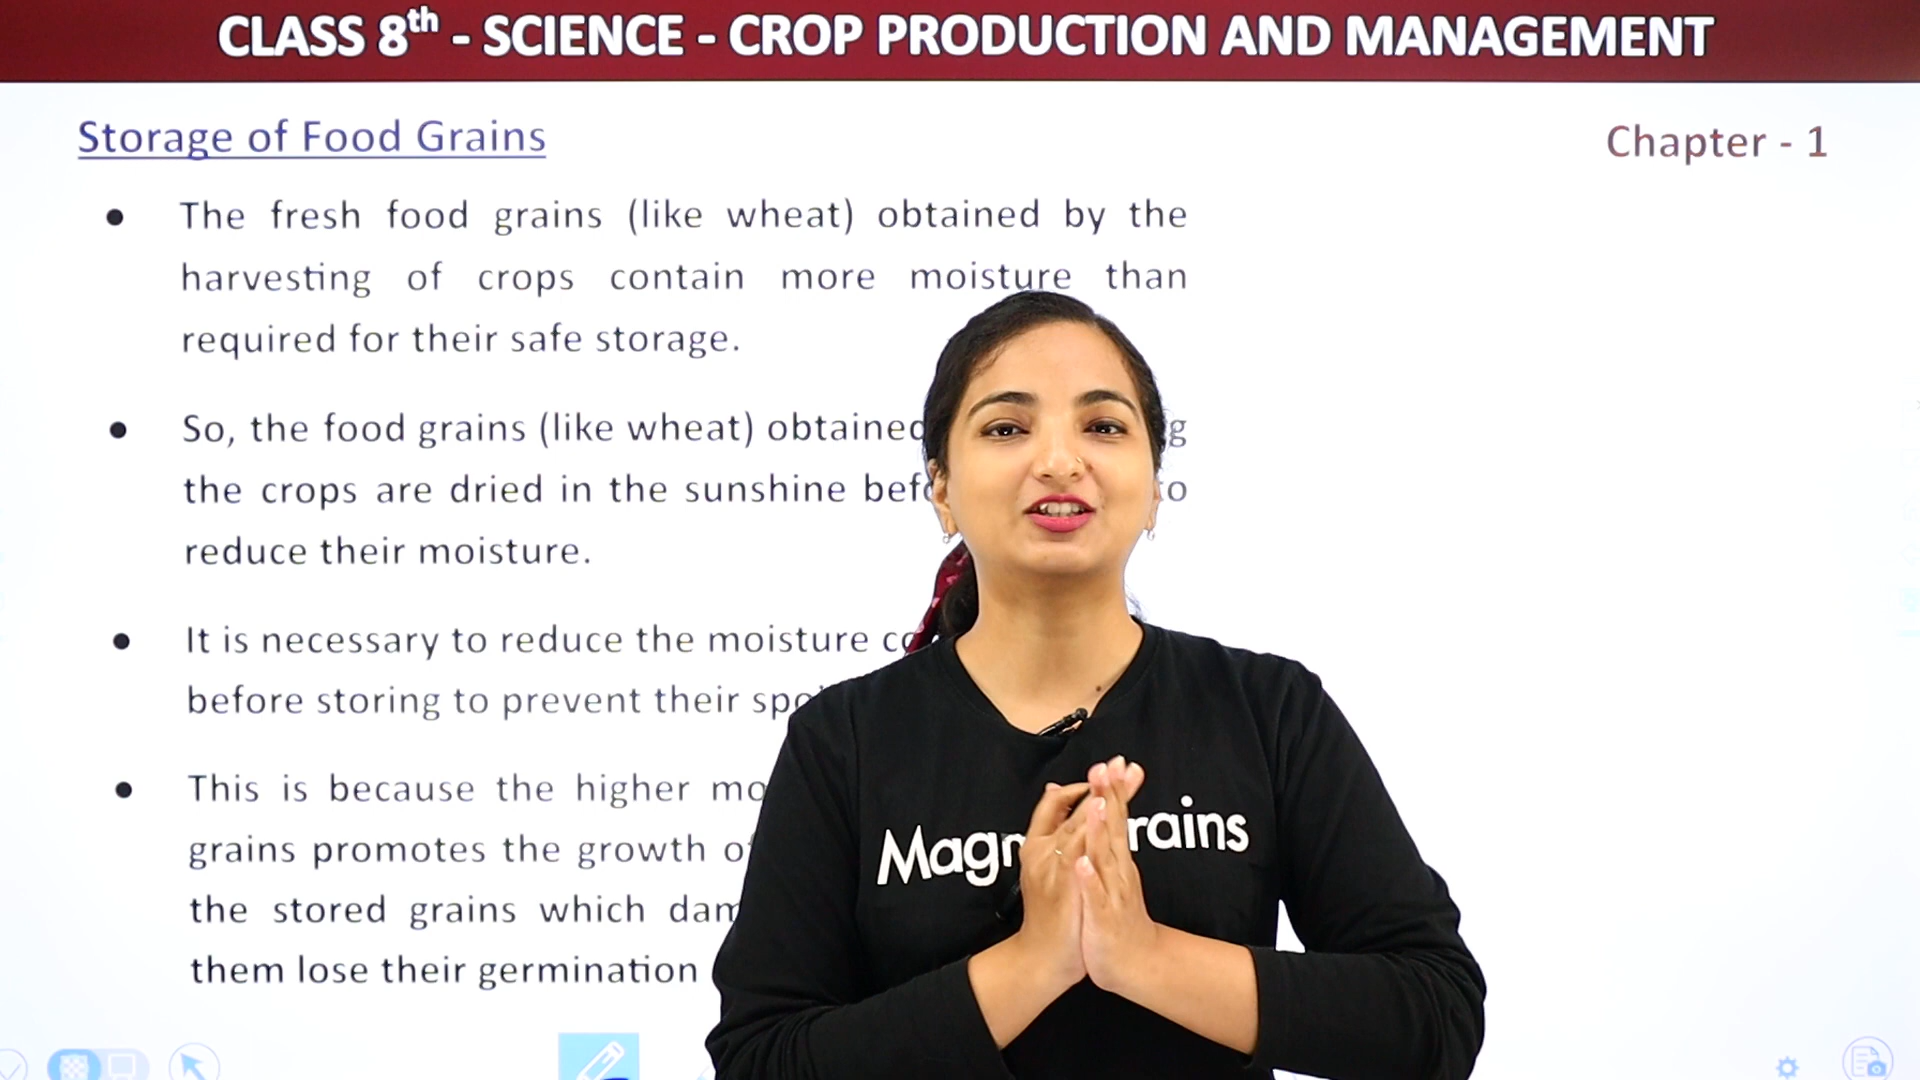 CLASS 8th - SCIENCE - CROP PRODUCTION AND MANAGEMENT
Storage of Food Grains
Chapter - 1
● The fresh food grains (like wheat) obtained by the
harvesting of crops contain more moisture than
required for their safe storage.
● So, the food grains (like wheat) obtained
the crops are dried in the sunshine to
reduce their moisture.
● It is necessary to reduce the moisture
before storing to prevent their
● This is because the higher
grains promotes the growth
the stored grains which
them lose their germination